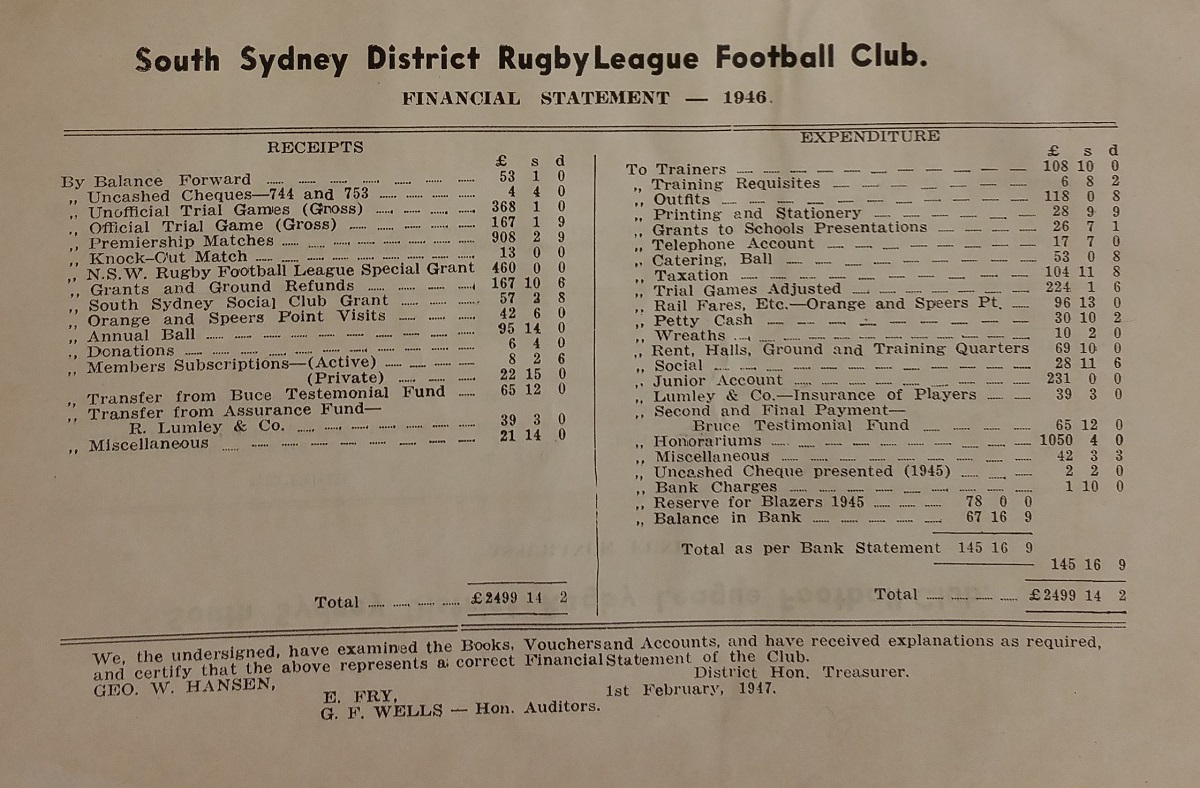 South Sydney District Rugby League Football Club.
FINANCIAL STATEMENT — 1946.
RECEIPTS
£ s d
By Balance Forward 53 1 0
„ Uncashed Cheques—744 and 753 4 4 0
„ Unofficial Trial Games (Gross) 368 1 0
„ Official Trial Game (Gross) 167 1 9
„ Premiership Matches 908 2 9
„ Knock-Out Match 13 0 0
„ N.S.W. Rugby Football League Special Grant 460 0 0
„ Grants and Ground Refunds 167 10 6
„ South Sydney Social Club Grant 57 2 8
„ Orange and Speers Point Visits 42 6 0
„ Annual Ball 95 14 0
„ Donations 6 4 0
„ Members Subscriptions—(Active) 8 2 6
(Private) 22 15 0
„ Transfer from Buce Testemonial Fund 65 12 0
„ Transfer from Assurance Fund—
R. Lumley & Co. 39 3 0
„ Miscellaneous 21 14 0
Total £2499 14 2
EXPENDITURE
£ s d
To Trainers 108 10 0
„ Training Requisites 6 8 2
„ Outfits 118 0 8
„ Printing and Stationery 28 9 9
„ Grants to Schools Presentations 26 7 1
„ Telephone Account 17 7 0
„ Catering, Ball 53 0 8
„ Taxation 104 11 8
„ Trial Games Adjusted 224 1 6
„ Rail Fares, Etc.—Orange and Speers Pt. 96 13 0
„ Petty Cash 30 10 2
„ Wreaths 10 2 0
„ Rent, Halls, Ground and Training Quarters 69 10 0
„ Social 28 11 6
„ Junior Account 231 0 0
„ Lumley & Co.—Insurance of Players 39 3 0
„ Second and Final Payment—
Bruce Testimonial Fund 65 12 0
„ Honorariums 1050 4 0
„ Miscellaneous 42 3 3
„ Uncashed Cheque presented (1945) 2 2 0
„ Bank Charges 1 10 0
„ Reserve for Blazers 1945 78 0 0
„ Balance in Bank 67 16 9
Total as per Bank Statement 145 16 9
145 16 9
Total £2499 14 2
We, the undersigned, have examined the Books, Vouchers and Accounts, and have received explanations as required,
and certify that the above represents a correct Financial Statement of the Club.
GEO. W. HANSEN, District Hon. Treasurer.
E. FRY, 1st February, 1947.
G. F. WELLS — Hon. Auditors.